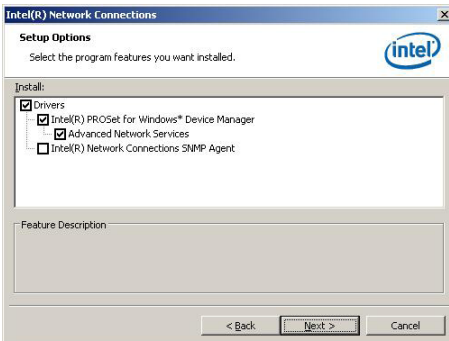 Intel(R) Network Connections
Setup Options
Select the program features you want installed.
intel
Install:
Drivers
Intel(R) PROSet for Windows* Device Manager
Advanced Network Services
Intel(R) Network Connections SNMP Agent
Feature Description
< Back
Next >
Cancel